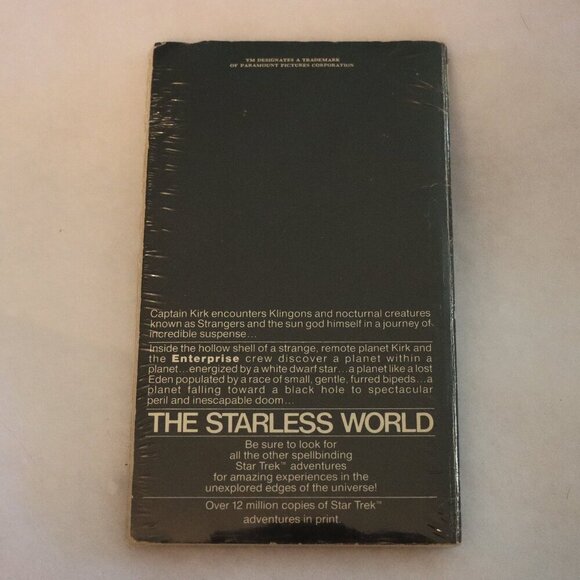 TM DESIGNATES A TRADEMARK
OF PARAMOUNT PICTURES CORPORATION
Captain Kirk encounters Klingons and nocturnal creatures
known as Strangers and the sun god himself in a journey of
incredible suspense...
Inside the hollow shell of a strange, remote planet Kirk and
the Enterprise crew discover a planet within a
planet...energized by a white dwarf star...a planet like a lost
Eden populated by a race of small, gentle, furred bipeds...a
planet falling toward a black hole to spectacular
peril and inescapable doom...
THE STARLESS WORLD
Be sure to look for
all the other spellbinding
Star Trek™ adventures
for amazing experiences in the
unexplored edges of the universe!
Over 12 million copies of Star Trek™
adventures in print.